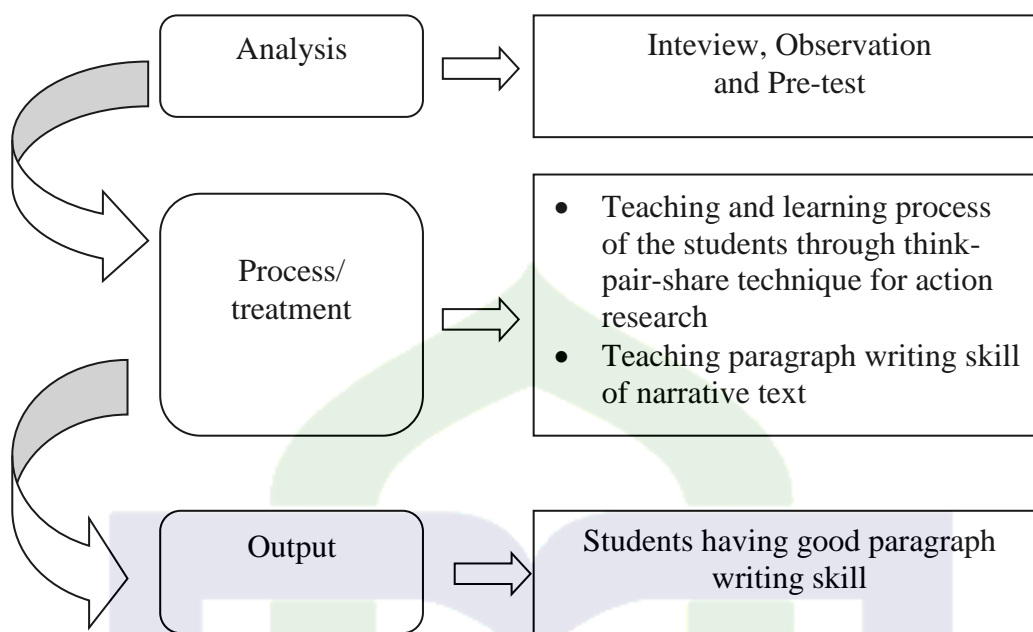 Analysis
Inteview, Observation
and Pre-test
Process/
treatment
• Teaching and learning process
of the students through think-
pair-share technique for action
research
• Teaching paragraph writing skill
of narrative text
Output
Students having good paragraph
writing skill